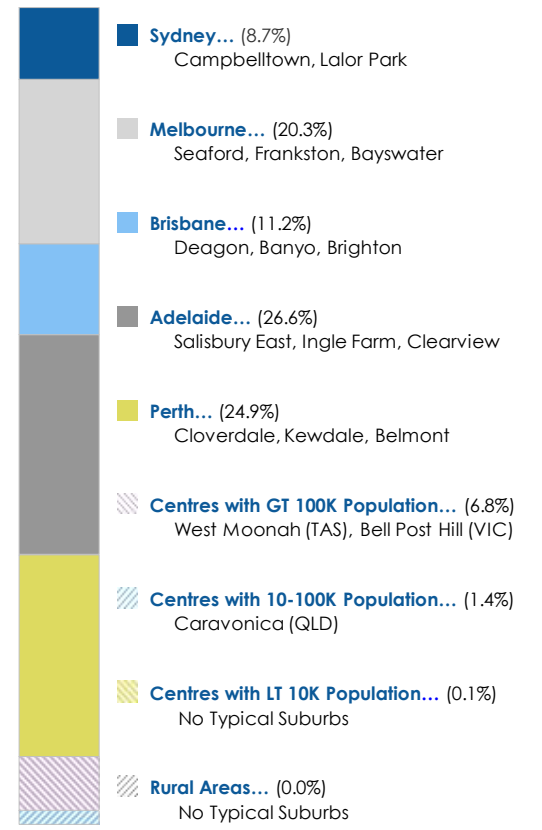 Sydney… (8.7%)
Campbelltown, Lalor Park
Melbourne… (20.3%)
Seaford, Frankston, Bayswater
Brisbane… (11.2%)
Deagon, Banyo, Brighton
Adelaide… (26.6%)
Salisbury East, Ingle Farm, Clearview
Perth… (24.9%)
Cloverdale, Kewdale, Belmont
Centres with GT 100K Population… (6.8%)
West Moonah (TAS), Bell Post Hill (VIC)
Centres with 10-100K Population… (1.4%)
Caravonica (QLD)
Centres with LT 10K Population… (0.1%)
No Typical Suburbs
Rural Areas… (0.0%)
No Typical Suburbs